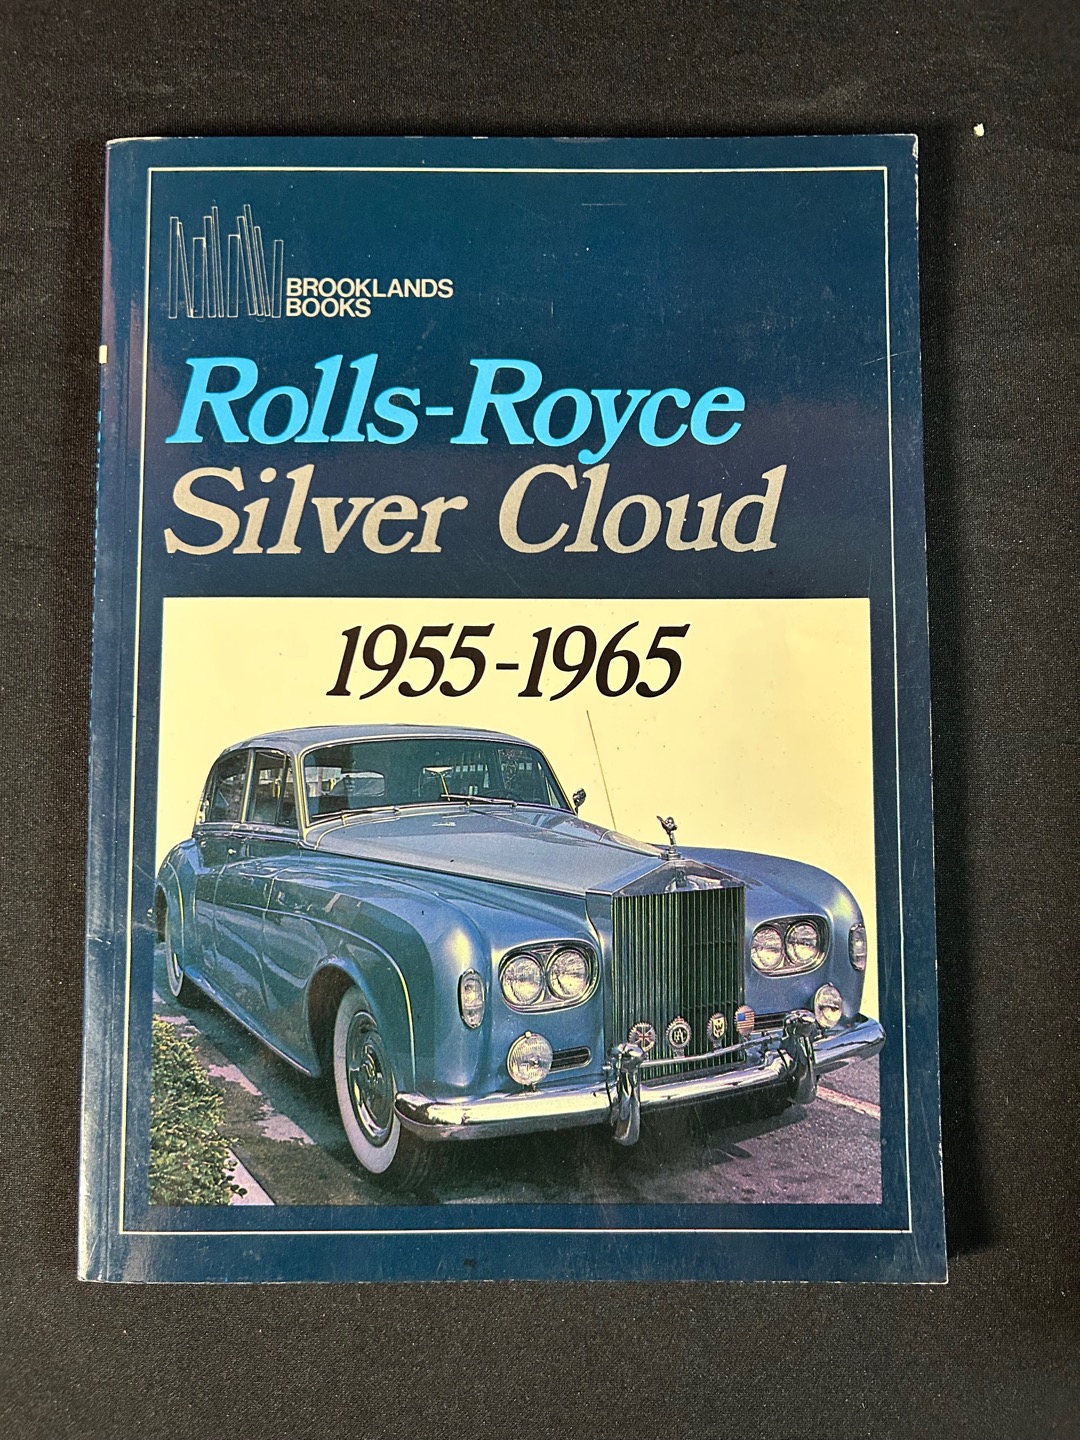 BROOKLANDS
BOOKS
Rolls-Royce
Silver Cloud
1955-1965